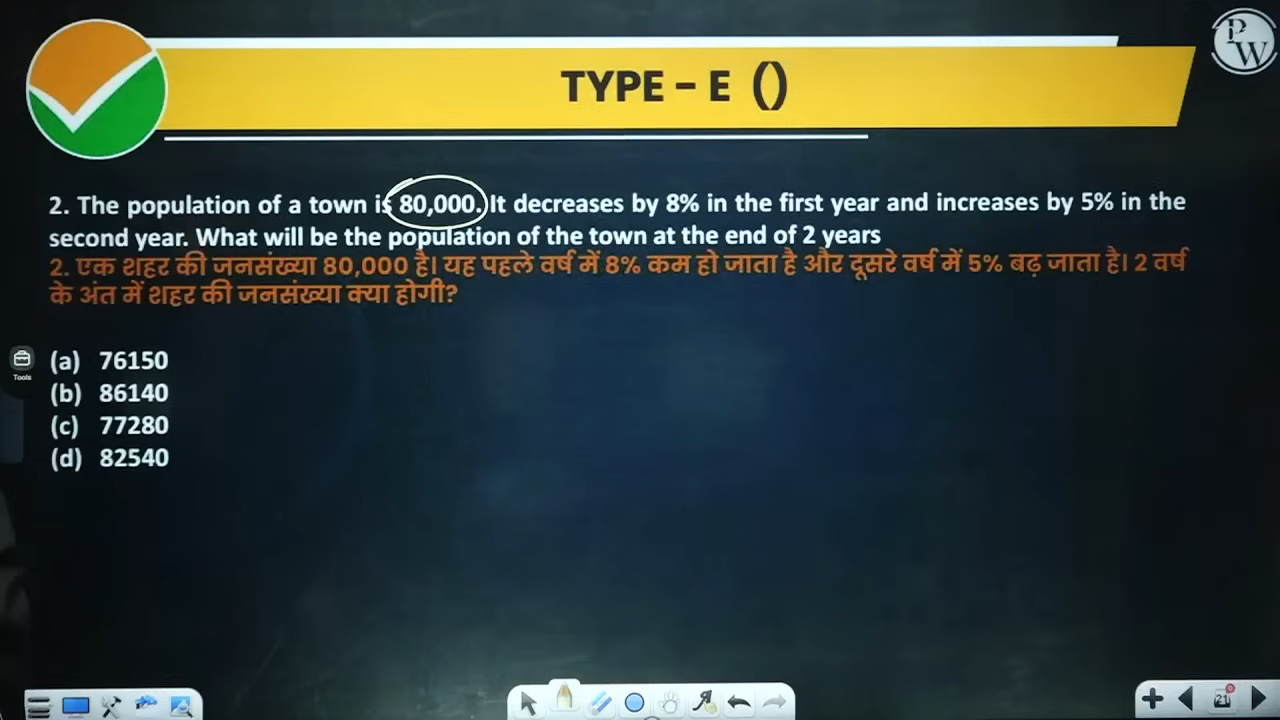 PW
TYPE – E ()
2. The population of a town is 80,000. It decreases by 8% in the first year and increases by 5% in the
second year. What will be the population of the town at the end of 2 years
2. एक शहर की जनसंख्या 80,000 है। यह पहले वर्ष में 8% कम हो जाता है और दूसरे वर्ष में 5% बढ़ जाता है। 2 वर्ष
के अंत में शहर की जनसंख्या क्या होगी?
Tools
(a) 76150
(b) 86140
(c) 77280
(d) 82540
21